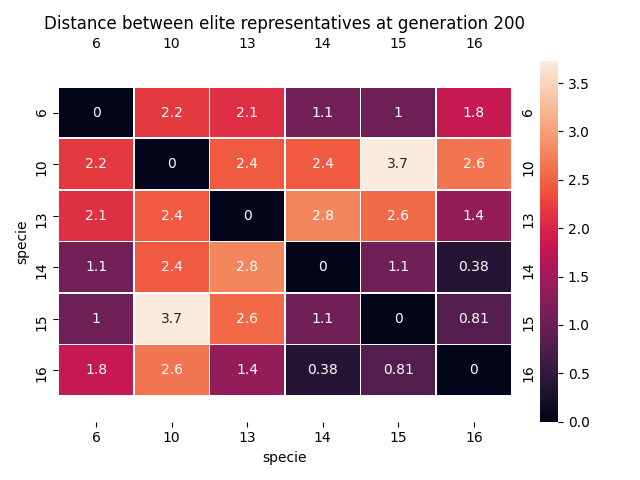 Distance between elite representatives at generation 200
6 10 13 14 15 16
6 0 2.2 2.1 1.1 1 1.8 6
10 2.2 0 2.4 2.4 3.7 2.6 10
13 2.1 2.4 0 2.8 2.6 1.4 13
14 1.1 2.4 2.8 0 1.1 0.38 14
15 1 3.7 2.6 1.1 0 0.81 15
16 1.8 2.6 1.4 0.38 0.81 0 16
specie
6 10 13 14 15 16
specie
3.5
3.0
2.5
2.0
1.5
1.0
0.5
0.0